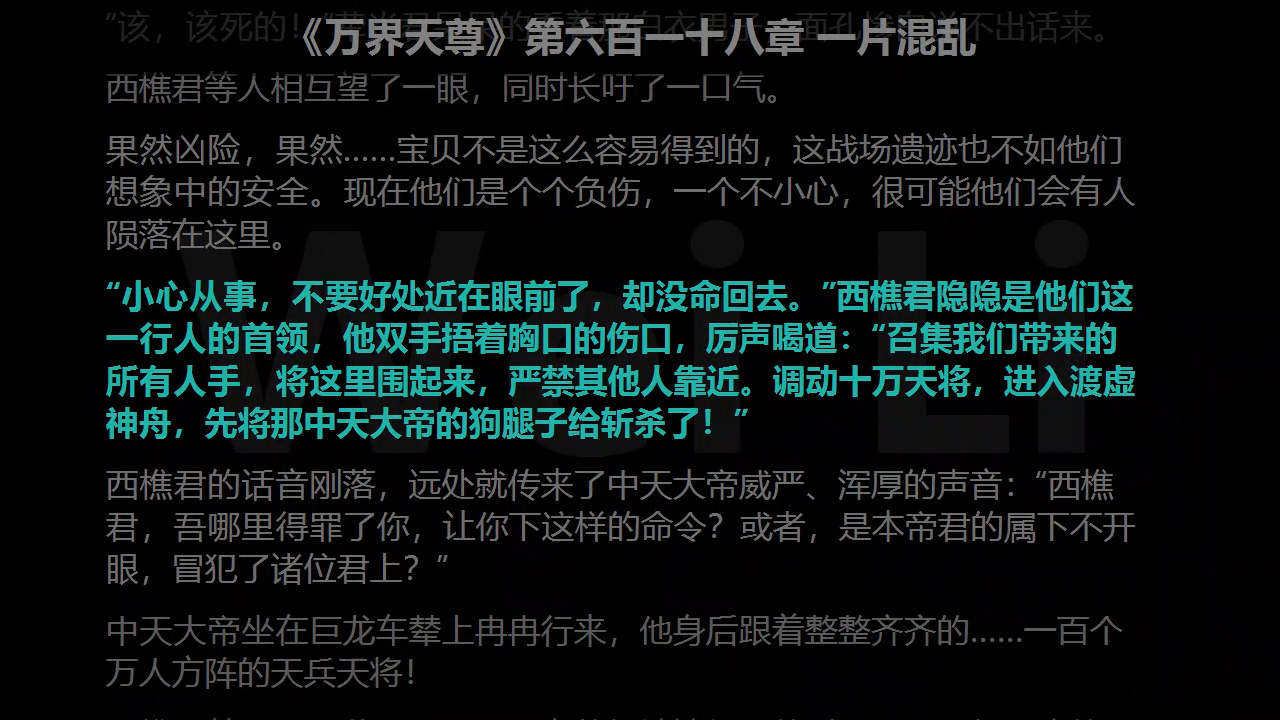 《万界天尊》第六百一十八章 一片混乱
“该，该死的！
不出话来。
西樵君等人相互望了一眼，同时长吁了一口气。
果然凶险，果然......宝贝不是这么容易得到的，这战场遗迹也不如他们
想象中的安全。现在他们是个个负伤，一个不小心，很可能他们会有人
陨落在这里。
“小心从事，不要好处近在眼前了，却没命回去。”西樵君隐隐是他们这
一行人的首领，他双手捂着胸口的伤口，厉声喝道：“召集我们带来的
所有人手，将这里围起来，严禁其他人靠近。调动十万天将，进入渡虚
神舟，先将那中天大帝的狗腿子给斩杀了！”
西樵君的话音刚落，远处就传来了中天大帝威严、浑厚的声音：“西樵
君，吾哪里得罪了你，让你下这样的命令？或者，是本帝君的属下不开
眼，冒犯了诸位君上？”
中天大帝坐在巨龙车辇上冉冉行来，他身后跟着整整齐齐的......一百个
万人方阵的天兵天将！
Wei Li